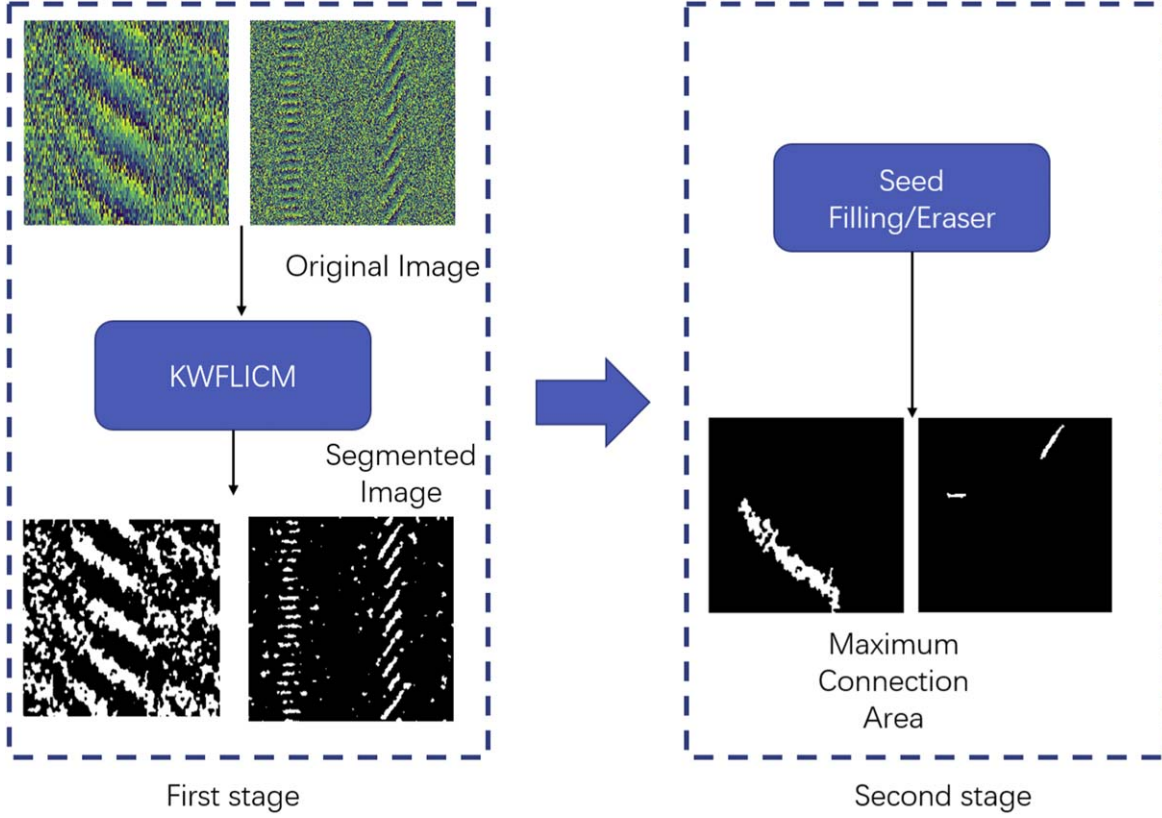 Original Image
KWFLICM
Segmented
Image
First stage
Seed
Filling/Eraser
Maximum
Connection
Area
Second stage